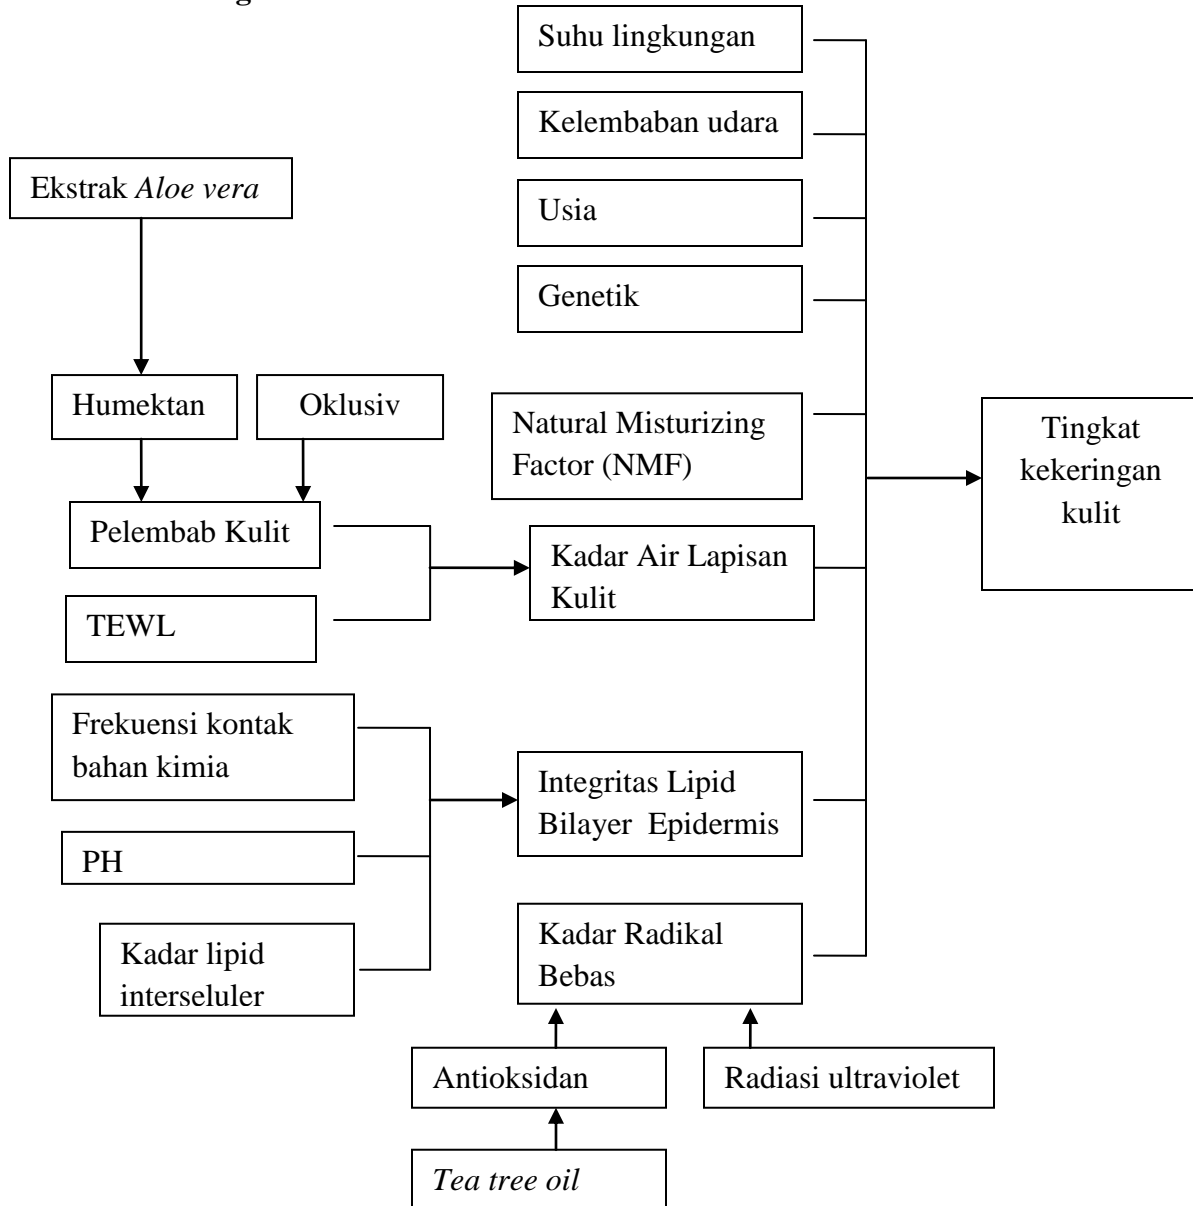 g
Suhu lingkungan
Kelembaban udara
Ekstrak Aloe vera
Usia
Genetik
Humektan
Oklusiv
Natural Misturizing
Factor (NMF)
Tingkat
kekeringan
kulit
Pelembab Kulit
Kadar Air Lapisan
Kulit
TEWL
Frekuensi kontak
bahan kimia
Integritas Lipid
Bilayer Epidermis
PH
Kadar lipid
interseluler
Kadar Radikal
Bebas
Antioksidan
Radiasi ultraviolet
Tea tree oil